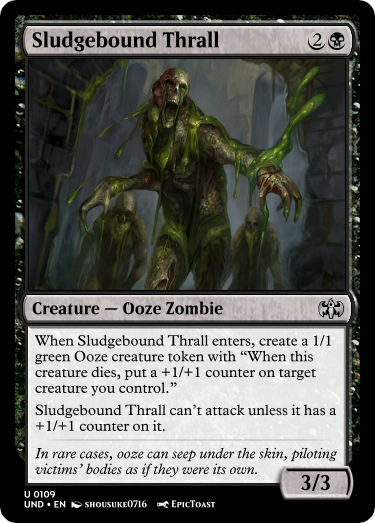 Sludgebound Thrall 2
Creature — Ooze Zombie
When Sludgebound Thrall enters, create a 1/1
green Ooze creature token with “When this
creature dies, put a +1/+1 counter on target
creature you control.”
Sludgebound Thrall can’t attack unless it has a
+1/+1 counter on it.
In rare cases, ooze can seep under the skin, piloting
victims’ bodies as if they were its own.
3/3
U 0109
UND • EN shousuke0716 EpicToast